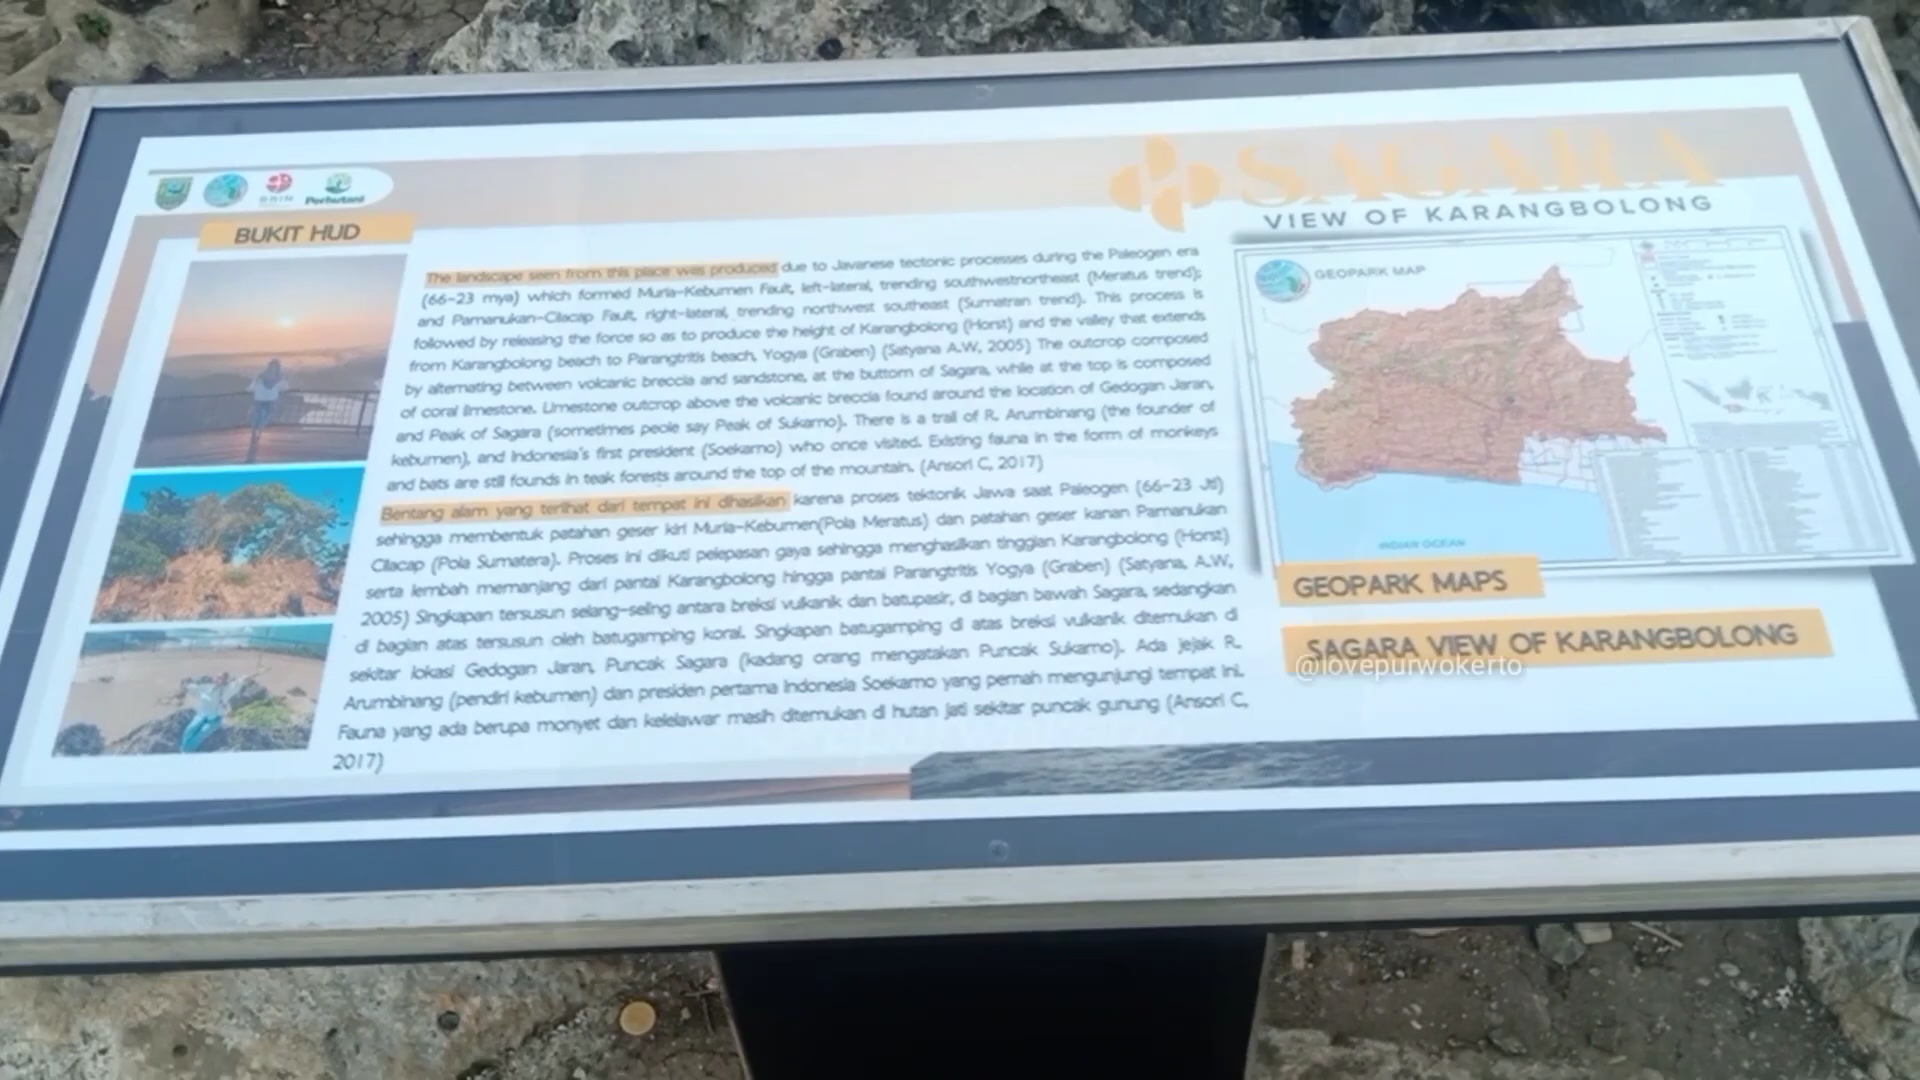 BRIN
Perhutani
SAGARA
VIEW OF KARANGBOLONG
BUKIT HUD
The landscape seen from this place was produced due to Javanese tectonic processes during the Paleogen era
(66-23 mya) which formed Muria-Kebumen Fault, left-lateral, trending southwestnortheast (Meratus trend);
and Pamanukan-Cilacap Fault, right-lateral, trending northwest southeast (Sumatran trend). This process is
followed by releasing the force so as to produce the height of Karangbolong (Horst) and the valley that extends
from Karangbolong beach to Parangtritis beach, Yogya (Graben) (Satyana A.W, 2005) The outcrop composed
by alternating between volcanic breccia and sandstone, at the buttom of Sagara, while at the top is composed
of coral limestone. Limestone outcrop above the volcanic breccia found around the location of Gedogan Jaran,
and Peak of Sagara (sometimes peole say Peak of Sukarno). There is a trail of R. Arumbinang (the founder of
kebumen), and Indonesia's first president (Soekarno) who once visited. Existing fauna in the form of monkeys
and bats are still founds in teak forests around the top of the mountain. (Ansori C, 2017)
Bentang alam yang terlihat dari tempat ini dihasilkan karena proses tektonik Jawa saat Paleogen (66-23 Jtl)
sehingga membentuk patahan geser kiri Muria-Kebumen(Pola Meratus) dan patahan geser kanan Pamanukan
Cilacap (Pola Sumatera). Proses ini diikuti pelepasan gaya sehingga menghasilkan tinggian Karangbolong (Horst)
serta lembah memanjang dari pantai Karangbolong hingga pantai Parangtritis Yogya (Graben) (Satyana, A.W,
2005) Singkapan tersusun selang-seling antara breksi vulkanik dan batupasir, di bagian bawah Sagara, sedangkan
di bagian atas tersusun oleh batugamping koral. Singkapan batugamping di atas breksi vulkanik ditemukan di
sekitar lokasi Gedogan Jaran, Puncak Sagara (kadang orang mengatakan Puncak Sukarno). Ada jejak R.
Arumbinang (pendiri kebumen) dan presiden pertama Indonesia Soekarno yang pernah mengunjungi tempat ini.
Fauna yang ada berupa monyet dan kelelawar masih ditemukan di hutan jati sekitar puncak gunung (Ansori C,
2017)
GEOPARK MAP
INDIAN OCEAN
GEOPARK MAPS
SAGARA VIEW OF KARANGBOLONG
@lovepurwokerto